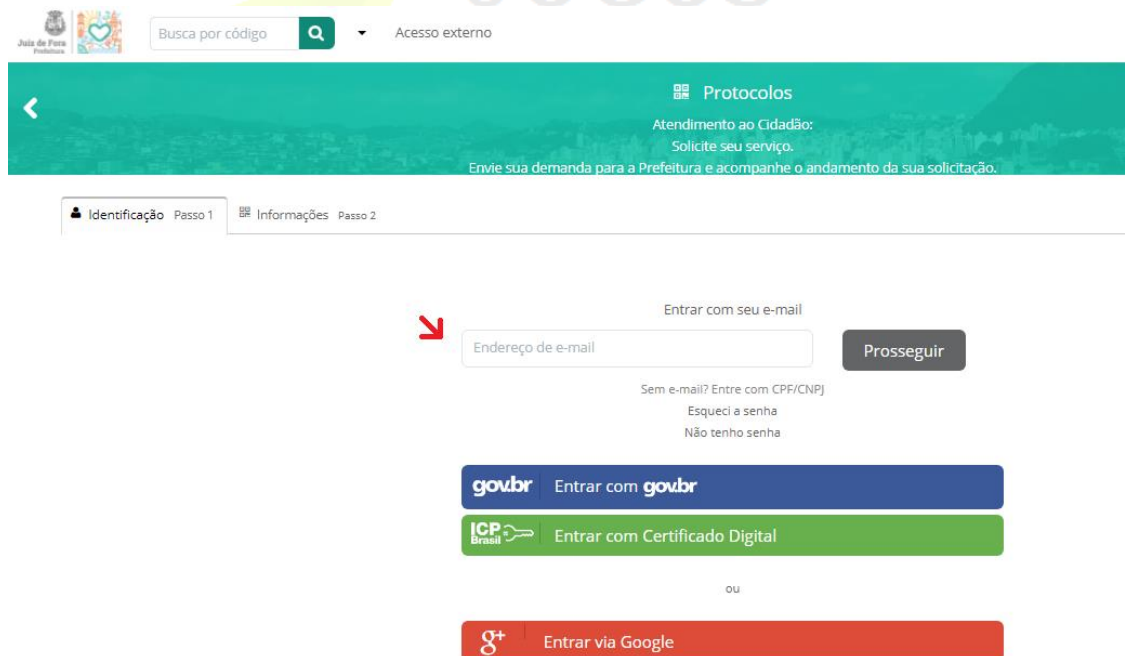 Juiz de Fora
Prefeitura
Busca por código
Acesso externo
Protocolos
Atendimento ao Cidadão:
Solicite seu serviço.
Envie sua demanda para a Prefeitura e acompanhe o andamento da sua solicitação.
Identificação Passo 1
Informações Passo 2
Entrar com seu e-mail
Endereço de e-mail
Prosseguir
Sem e-mail? Entre com CPF/CNPJ
Esqueci a senha
Não tenho senha
gov.br Entrar com gov.br
ICP Brasil Entrar com Certificado Digital
ou
g+ Entrar via Google